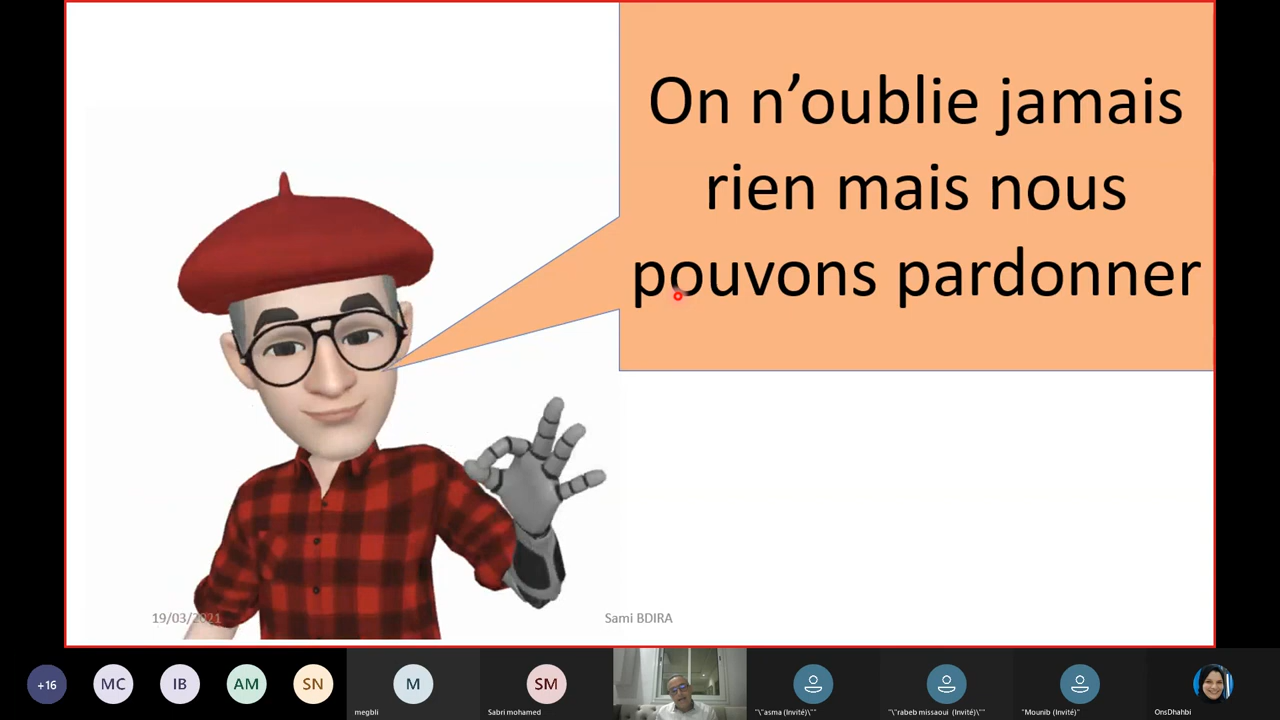 On n’oublie jamais
rien mais nous
pouvons pardonner
19/03/2021
Sami BDIRA
+16
MC
IB
AM
SN
M
SM
megbli
Sabri mohamed
"\"asma (Invité)\""
"\"rabeb missaoui (Invité)\""
"Mounib (Invité)"
OnsDhahbi